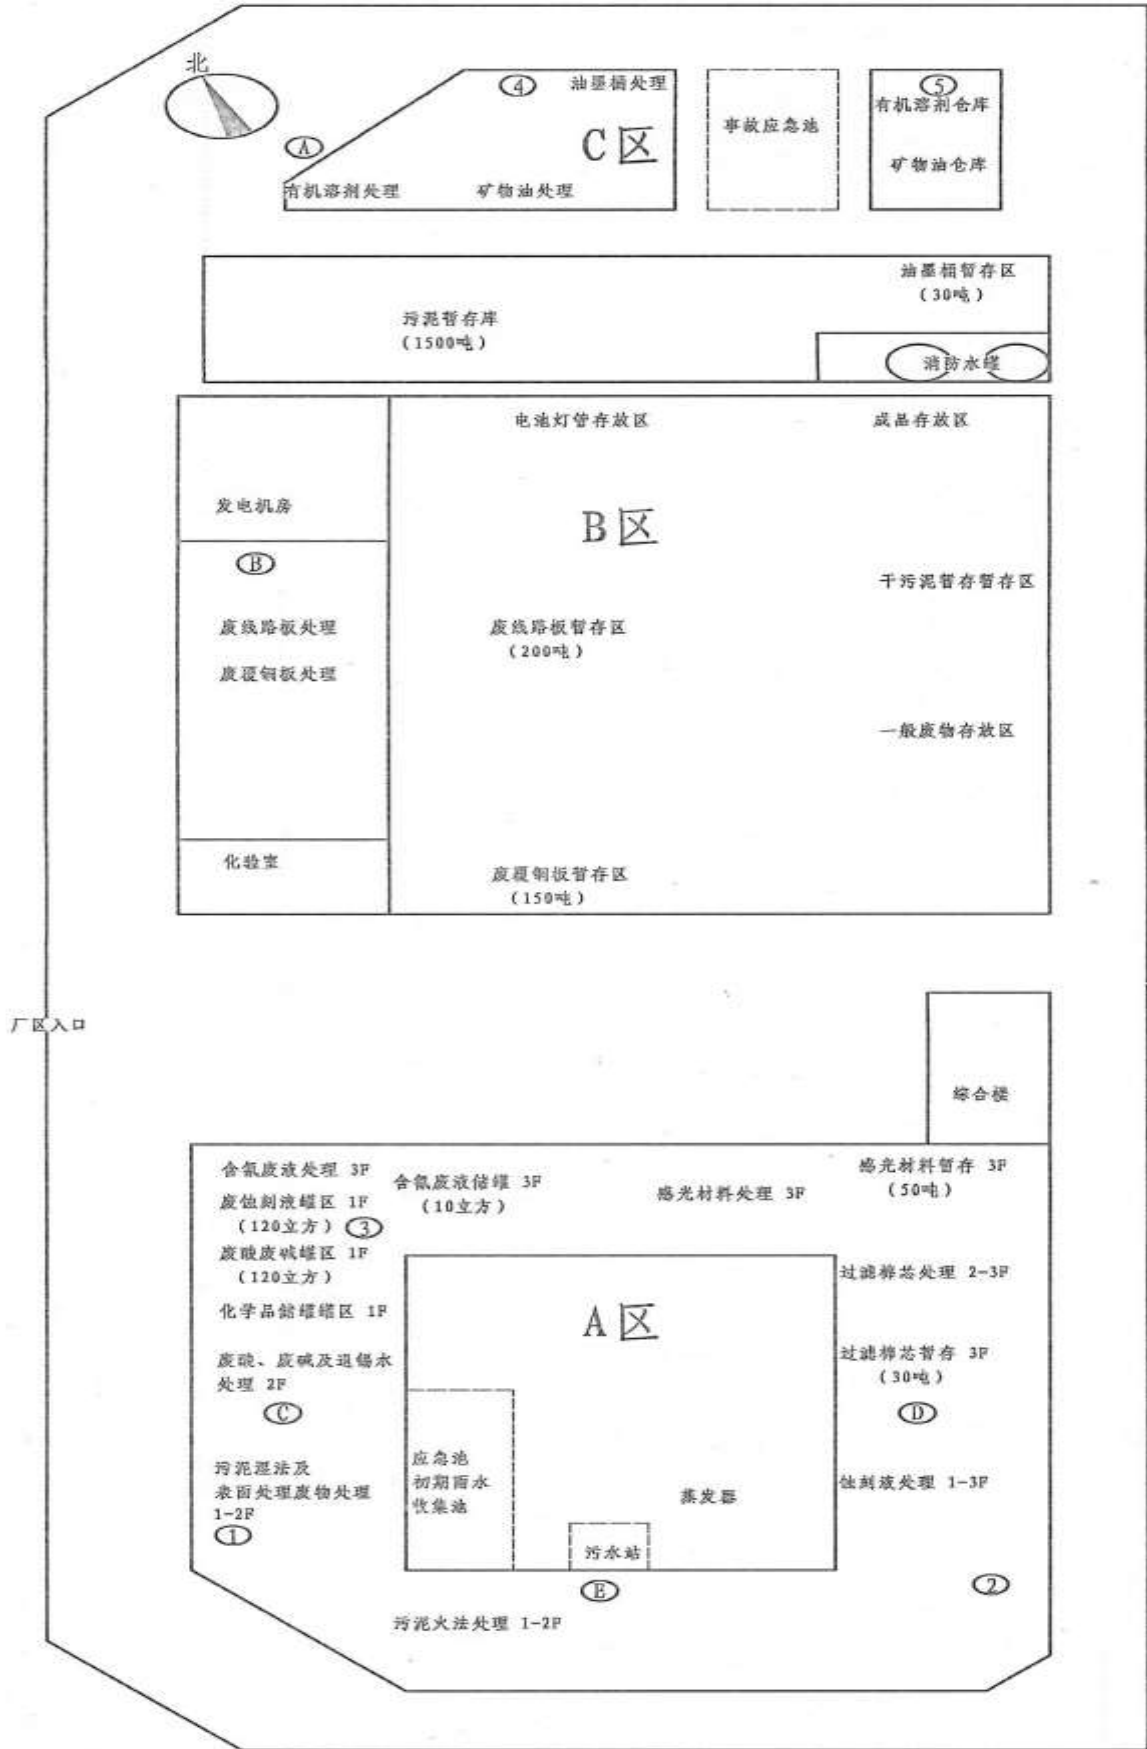 北
④ 油墨桶处理
⑤
有机溶剂仓库
事故应急池
Ⓐ
C区
矿物油仓库
有机溶剂处理 矿物油处理
油墨桶暂存区
(30吨)
污泥暂存库
(1500吨)
消防水罐
电池灯管存放区 成品存放区
发电机房
B区
Ⓑ
干污泥暂存暂存区
废线路板处理 废线路板暂存区
(200吨)
废覆铜板处理
一般废物存放区
化验室
废覆铜板暂存区
(150吨)
厂区入口
综合楼
含氰废液处理 3F
含氰废液储罐 3F
(10立方)
感光材料处理 3F
感光材料暂存 3F
(50吨)
废蚀刻液罐区 1F
(120立方) ③
废酸废碱罐区 1F
(120立方)
过滤棉芯处理 2-3F
化学品储罐罐区 1F
A区
废酸、废碱及退锡水
处理 2F
过滤棉芯暂存 3F
(30吨)
Ⓒ
Ⓓ
污泥湿法及
表面处理废物处理
1-2F
①
应急池
初期雨水
收集池
蒸发器
蚀刻液处理 1-3F
污水站
Ⓔ
②
污泥火法处理 1-2F